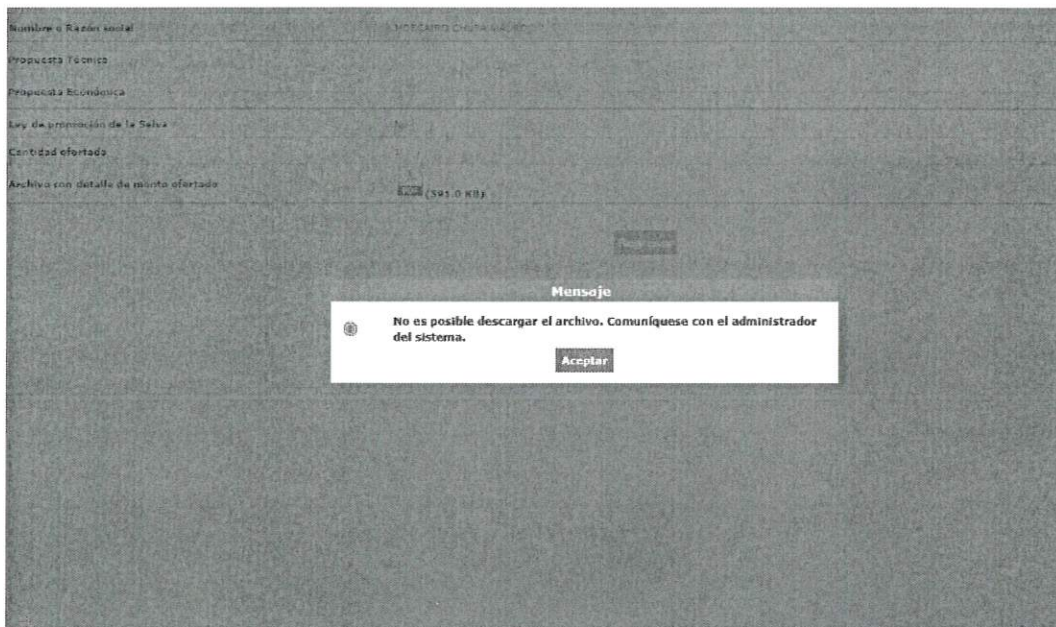 Nombre o Razón social
Propuesta Técnica
Propuesta Económica
Ley de promoción de la Selva
Cantidad ofertada
Archivo con detalle de monto ofertado (591.0 KB)
Mensaje
No es posible descargar el archivo. Comuníquese con el administrador
del sistema.
Aceptar